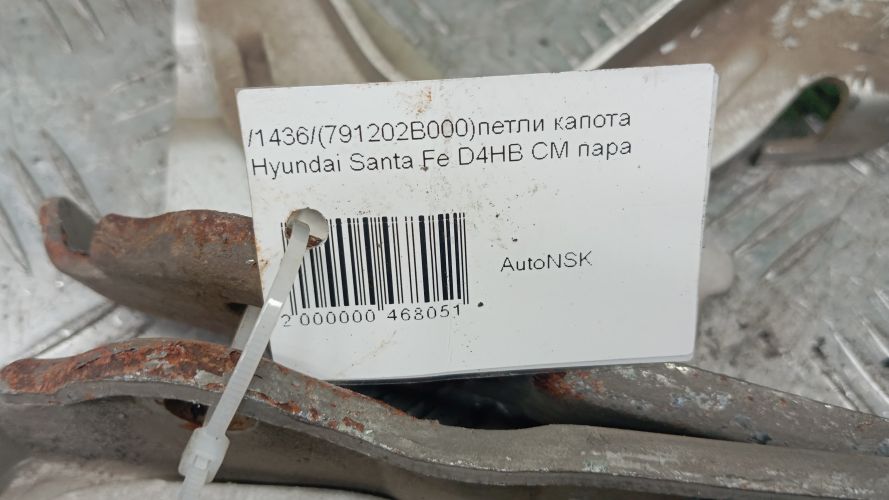 /1436/(791202B000)петли капота
Hyundai Santa Fe D4HB CM пара
AutoNSK
2 000000 468051